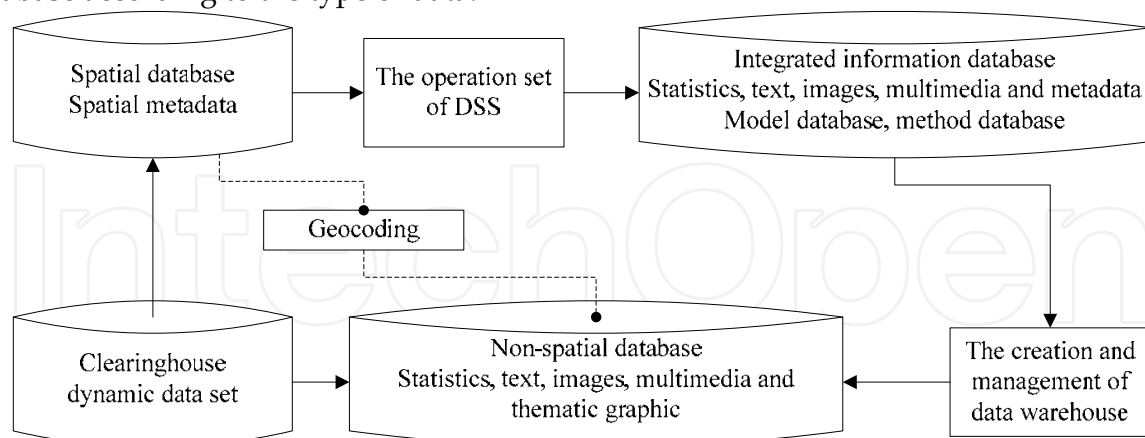 Spatial database
Spatial metadata
The operation set
of DSS
Integrated information database
Statistics, text, images, multimedia and metadata
Model database, method database
Geocoding
Clearinghouse
dynamic data set
Non-spatial database
Statistics, text, images, multimedia and
thematic graphic
The creation and
management of
data warehouse
IntechOpen